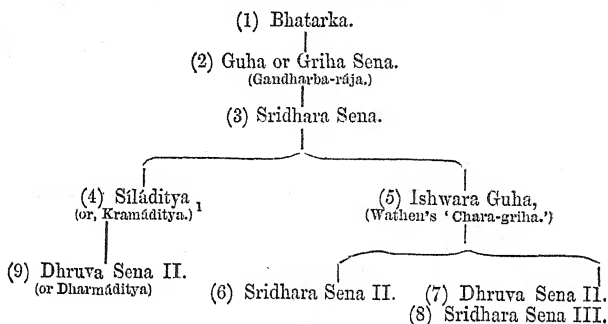 (1) Bhatarka.
(2) Guha or Griha Sena.
(Gandharba-rája.)
(3) Sridhara Sena.
(4) Síláditya 1
(or, Kramáditya.)
(5) Ishwara Guha,
(Wathen's 'Chara-griha.')
(9) Dhruva Sena II.
(or Dharmáditya)
(6) Sridhara Sena II.
(7) Dhruva Sena II.
(8) Sridhara Sena III.